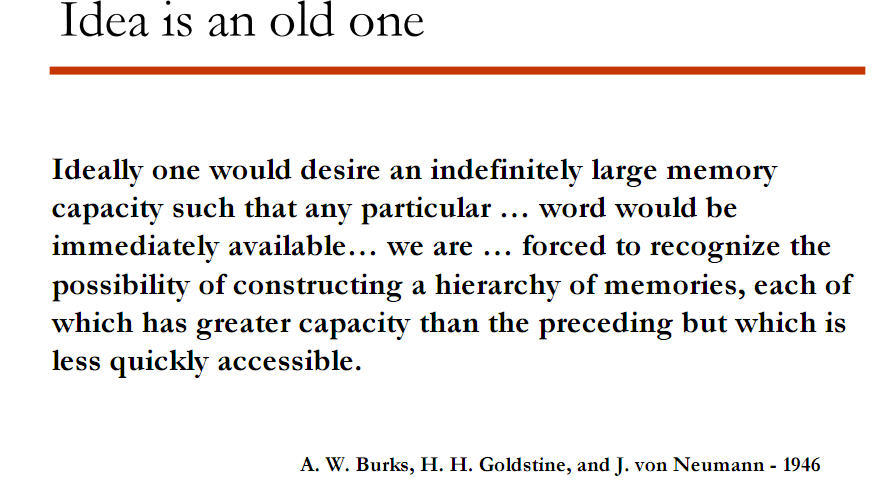 Idea is an old one
Ideally one would desire an indefinitely large memory
capacity such that any particular … word would be
immediately available… we are … forced to recognize the
possibility of constructing a hierarchy of memories, each of
which has greater capacity than the preceding but which is
less quickly accessible.
A. W. Burks, H. H. Goldstine, and J. von Neumann - 1946